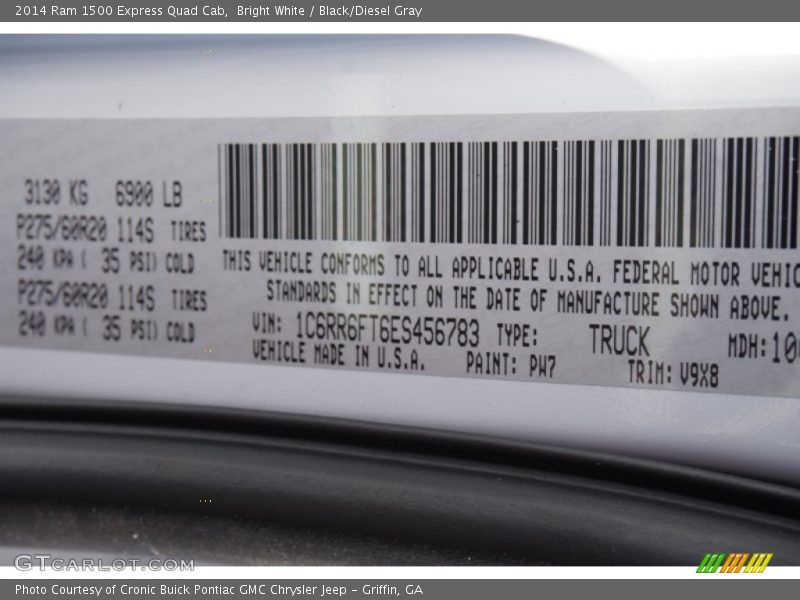 2014 Ram 1500 Express Quad Cab,  Bright White / Black/Diesel Gray
3130 KG 6900 LB
P275/60R20 114S TIRES
240 KPA ( 35 PSI) COLD
P275/60R20 114S TIRES
240 KPA ( 35 PSI) COLD
THIS VEHICLE CONFORMS TO ALL APPLICABLE U.S.A. FEDERAL MOTOR VEHIC
STANDARDS IN EFFECT ON THE DATE OF MANUFACTURE SHOWN ABOVE.
VIN: 1C6RR6FT6ES456783 TYPE: TRUCK MDH: 10
VEHICLE MADE IN U.S.A. PAINT: PW7 TRIM: V9X8
GTCARLOT.COM
Photo Courtesy of Cronic Buick Pontiac GMC Chrysler Jeep - Griffin, GA